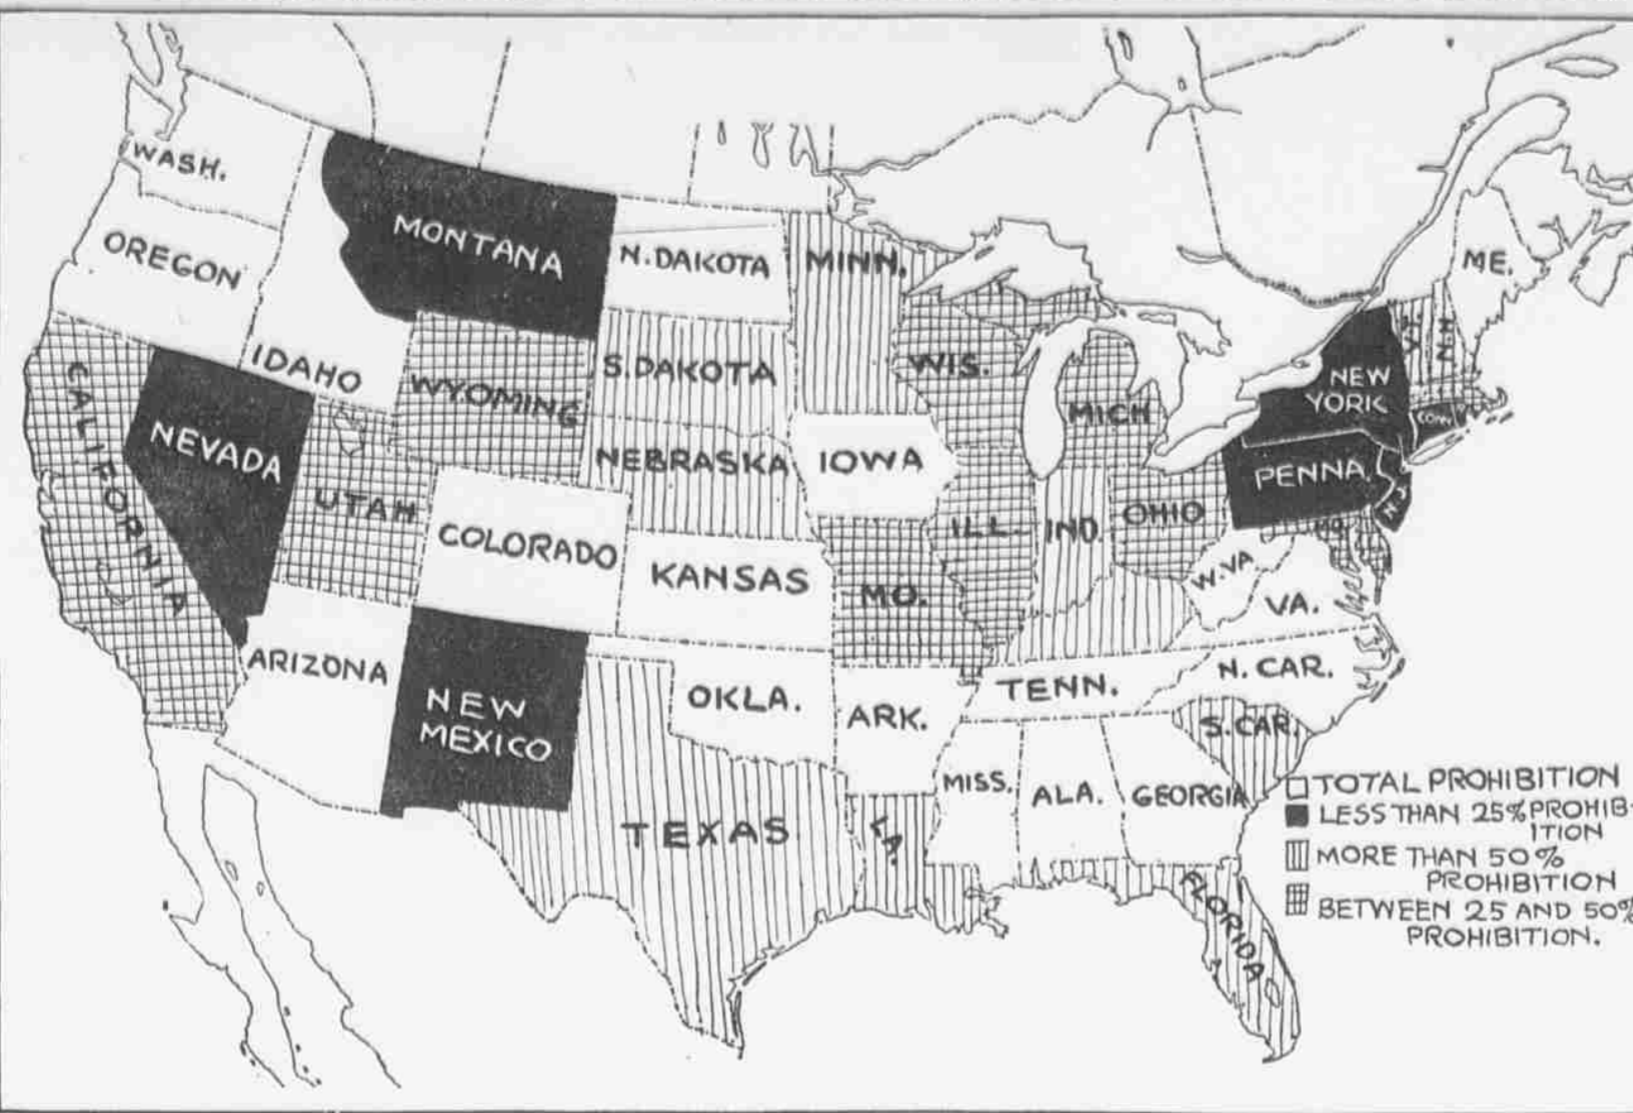 WASH.
OREGON
MONTANA
N.DAKOTA
MINN.
ME.
IDAHO
WYOMING
S.DAKOTA
WIS.
MICH
NEW
YORK
VT.
N.H.
CONN
CALIFORNIA
NEVADA
UTAH
NEBRASKA
IOWA
PENNA.
N.J.
COLORADO
KANSAS
MO.
ILL.
IND.
OHIO
W.VA.
VA.
MD.
ARIZONA
NEW
MEXICO
OKLA.
ARK.
TENN.
N. CAR.
S.CAR.
TEXAS
LA.
MISS.
ALA.
GEORGIA
FLORIDA
TOTAL PROHIBITION
LESS THAN 25% PROHIB-
ITION
MORE THAN 50%
PROHIBITION
BETWEEN 25 AND 50%
PROHIBITION.